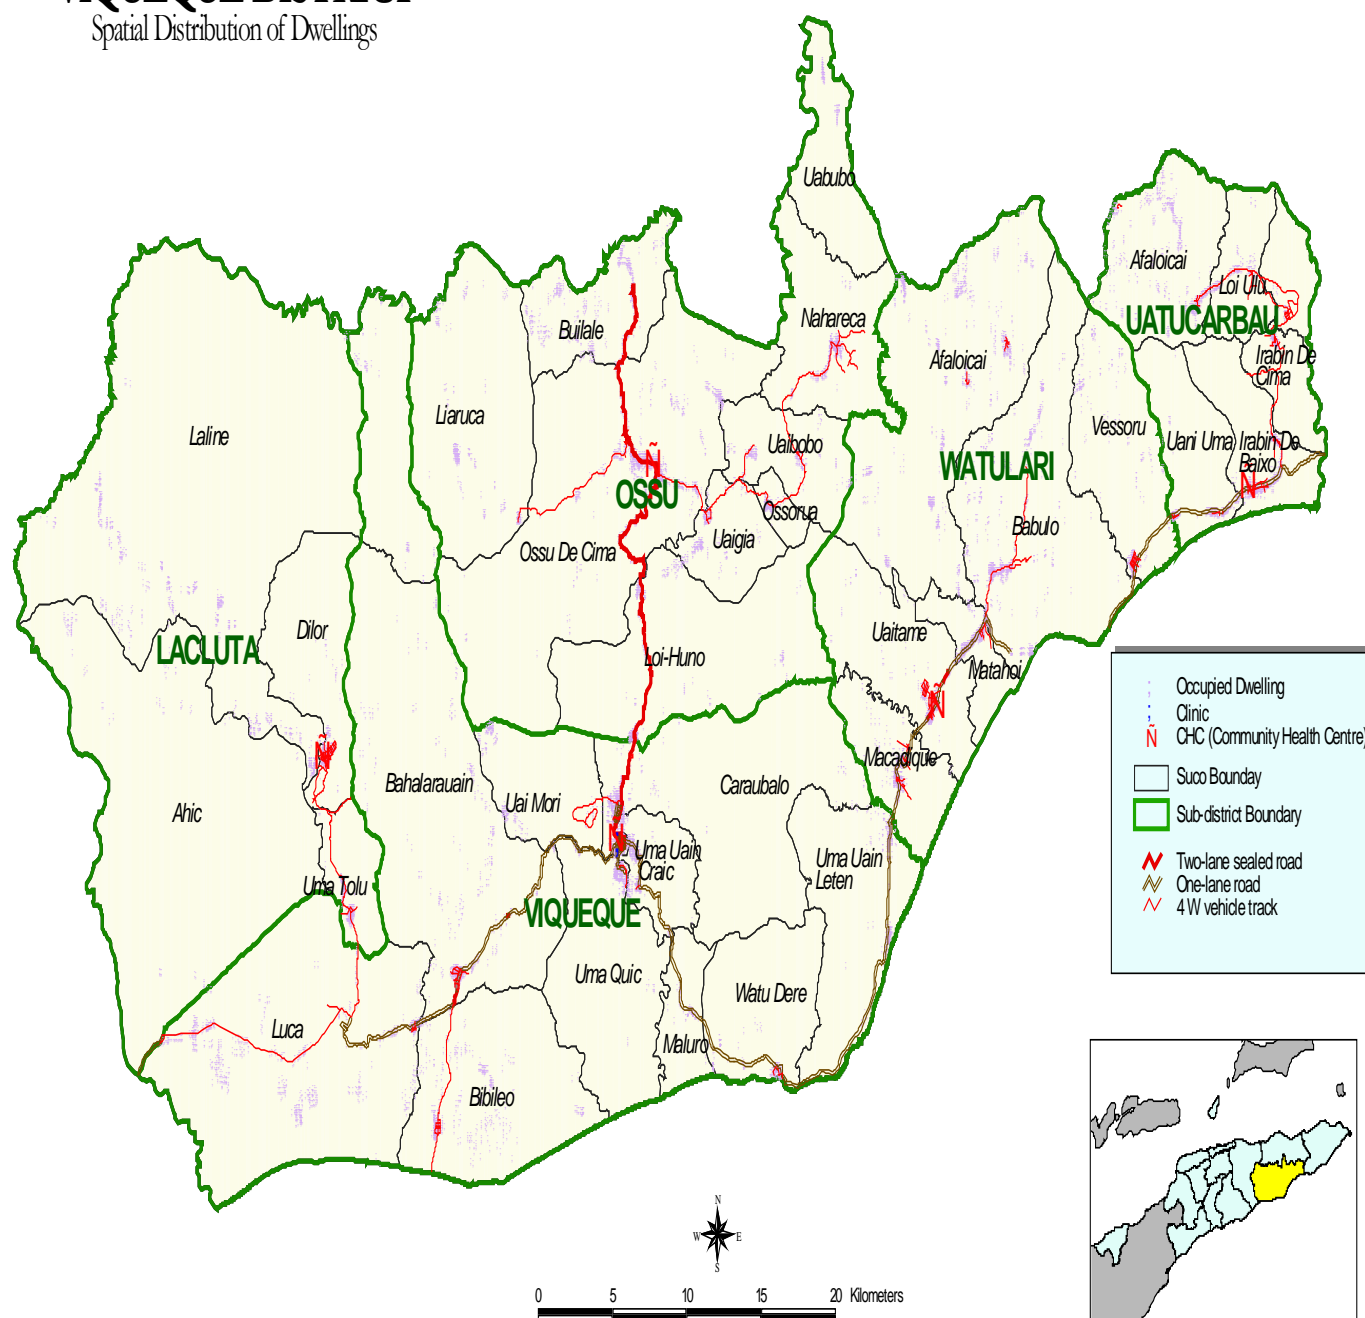 Spatial Distribution of Dwellings
Uabubo
Afaloicai
Loi Ulu
UATUCARBAU
Nahareca
Builale
Afaloicai
Irabin De
Cima
Liaruca
Laline
Uaibobo
Vessoru
Uani Uma
Irabin De
Baixo
WATULARI
Ñ
OSSU
Ossorua
Babulo
Ñ
Uaigia
Ossu De Cima
Dilor
LACLUTA
Uaitame
Loi-Huno
Matahoi
Ñ
Ñ
Macadique
Bahalarauain
Caraubalo
Uai Mori
Ahic
Ñ
Uma Uain
Craic
Uma Uain
Leten
Uma Tolu
VIQUEQUE
Uma Quic
Watu Dere
Luca
Maluro
Bibileo
Occupied Dwelling
Clinic
Ñ CHC (Community Health Centre)
Suco Bounday
Sub-district Boundary
Two-lane sealed road
One-lane road
4 W vehicle track
N
W E
S
0 5 10 15 20 Kilometers